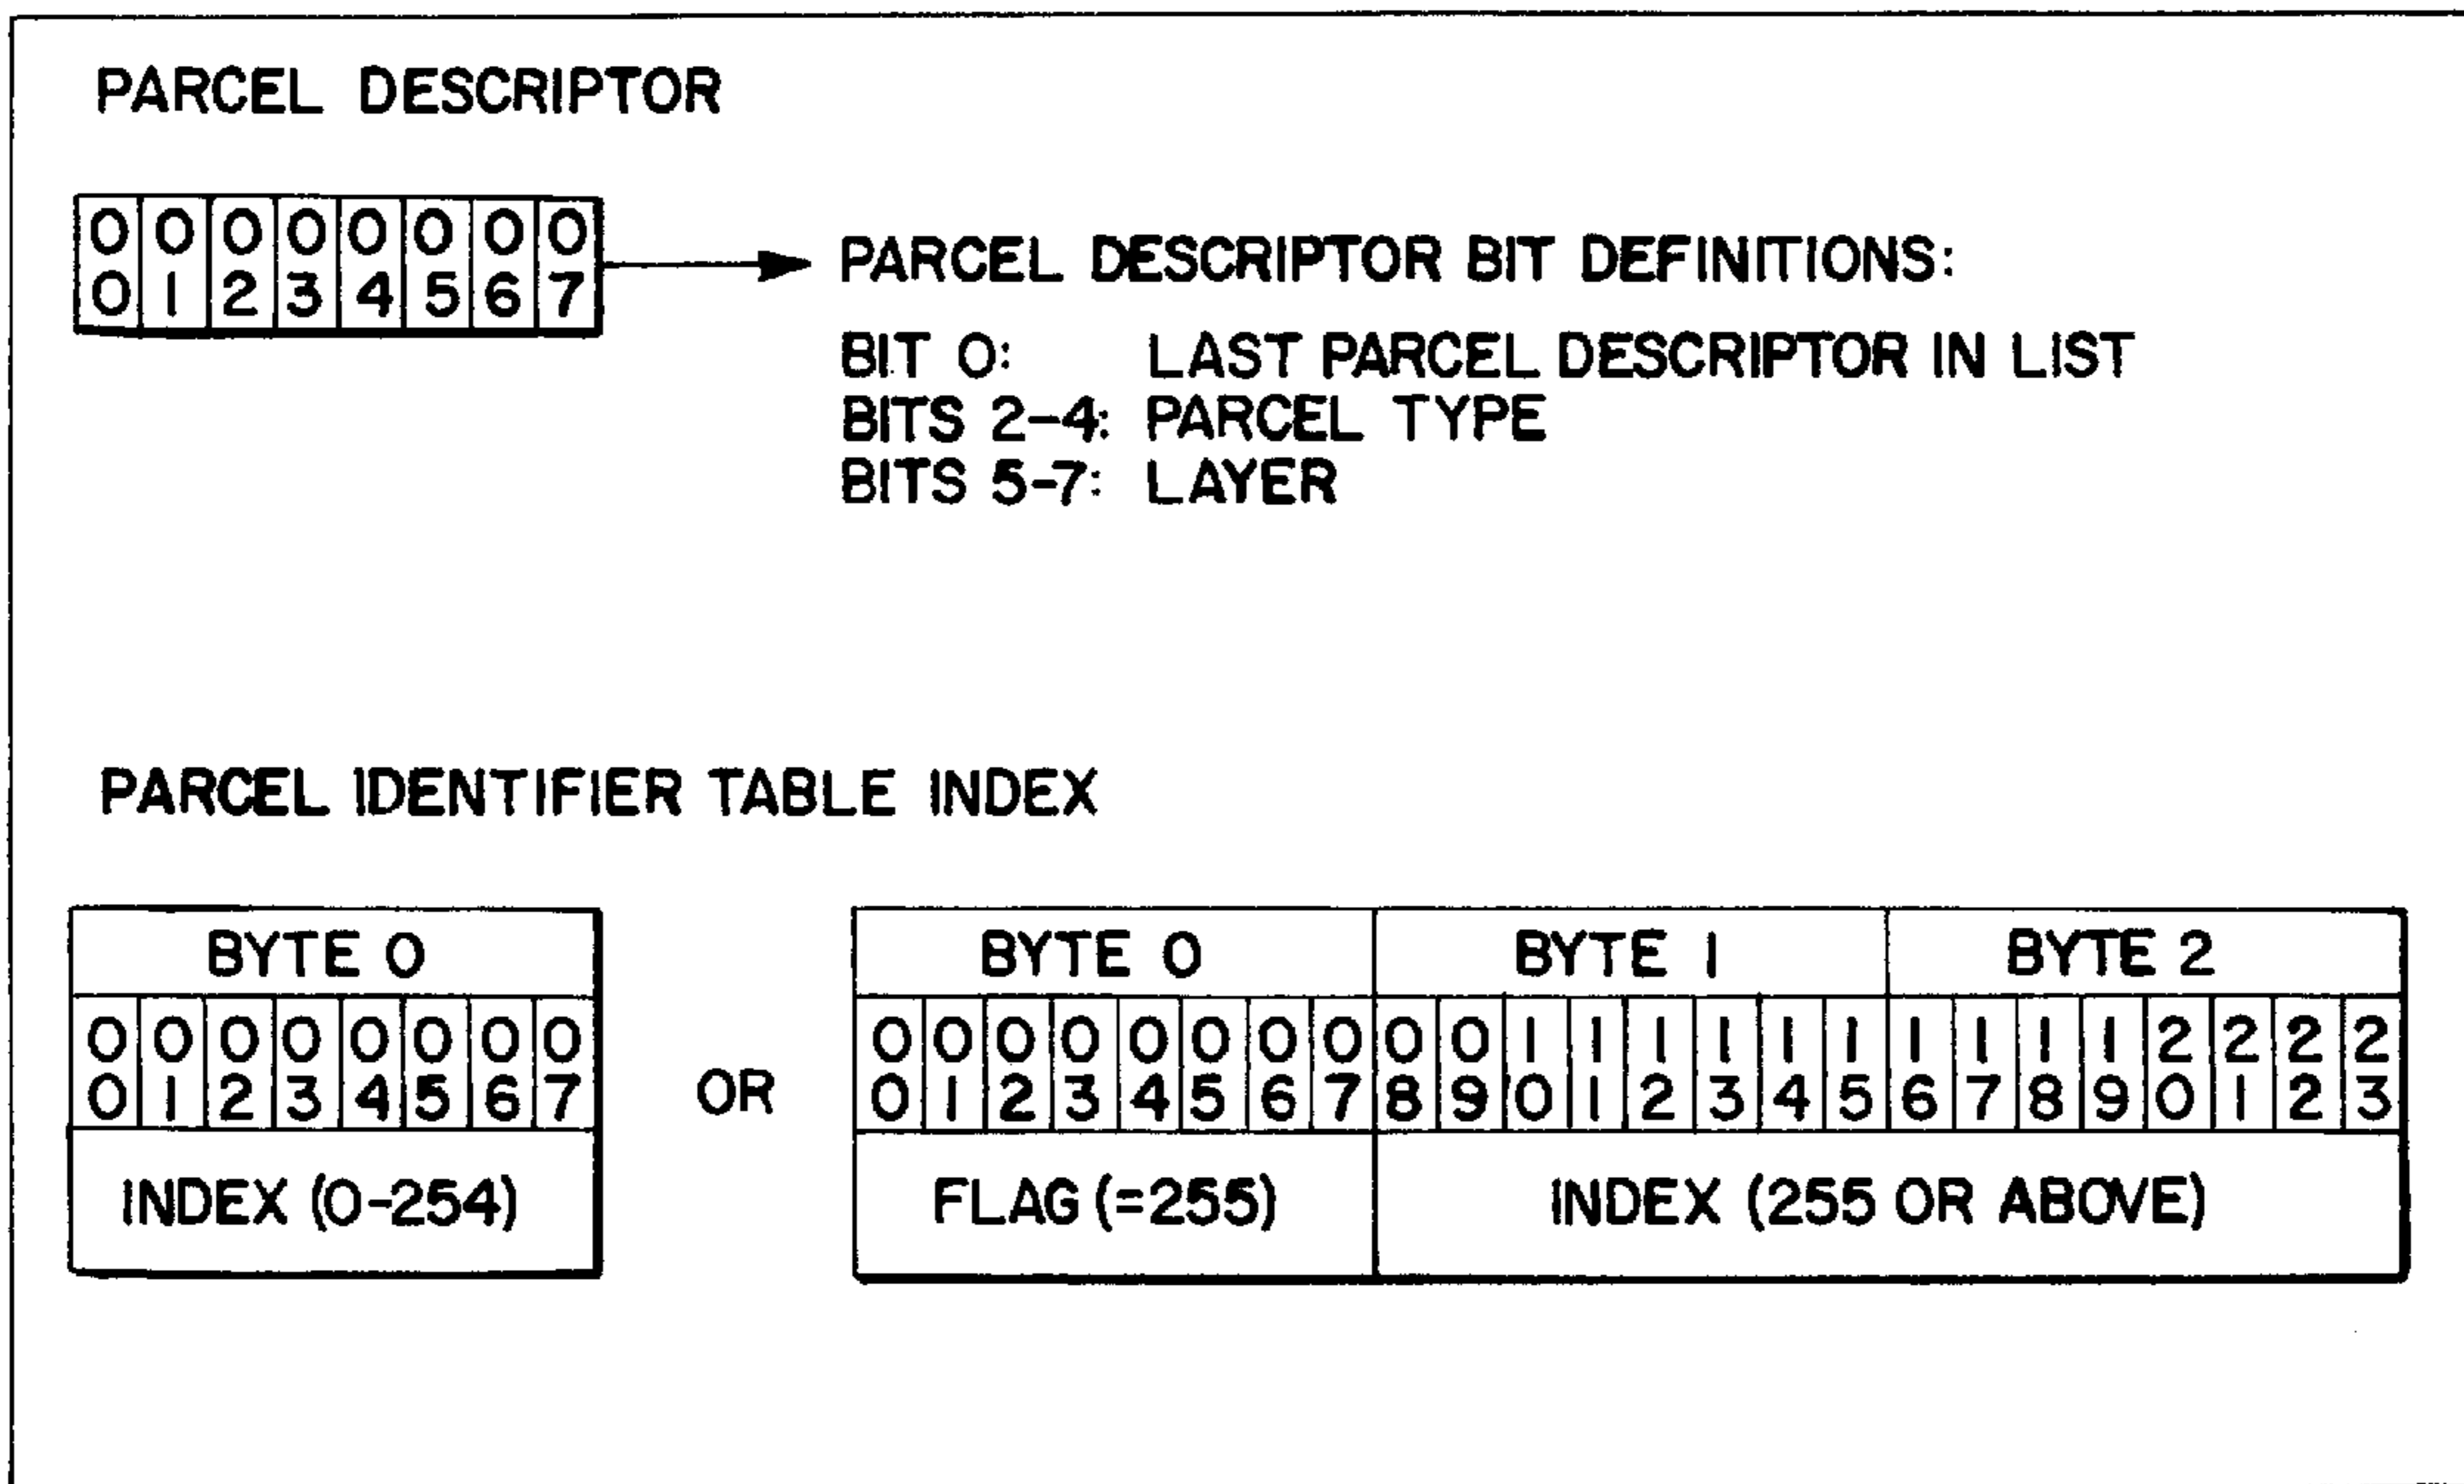 PARCEL DESCRIPTOR
0 0 0 0 0 0 0 0
0 1 2 3 4 5 6 7
PARCEL DESCRIPTOR BIT DEFINITIONS:
BIT 0: LAST PARCEL DESCRIPTOR IN LIST
BITS 2-4: PARCEL TYPE
BITS 5-7: LAYER
PARCEL IDENTIFIER TABLE INDEX
BYTE 0
0 0 0 0 0 0 0 0
0 1 2 3 4 5 6 7
INDEX (0-254)
OR
BYTE 0 BYTE 1 BYTE 2
0 0 0 0 0 0 0 0 0 0 1 1 1 1 1 1 1 1 1 1 2 2 2 2
0 1 2 3 4 5 6 7 8 9 0 1 2 3 4 5 6 7 8 9 0 1 2 3
FLAG (=255) INDEX (255 OR ABOVE)